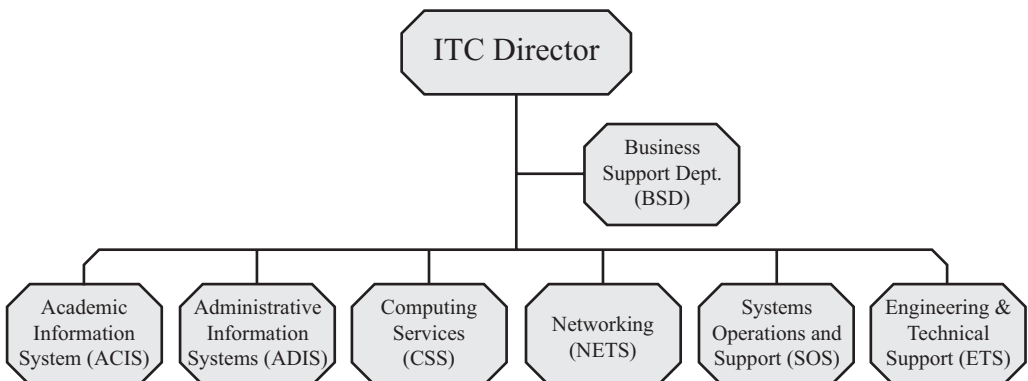 ITC Director
Business
Support Dept.
(BSD)
Academic
Information
System (ACIS)
Administrative
Information
Systems (ADIS)
Computing
Services
(CSS)
Networking
(NETS)
Systems
Operations and
Support (SOS)
Engineering &
Technical
Support (ETS)